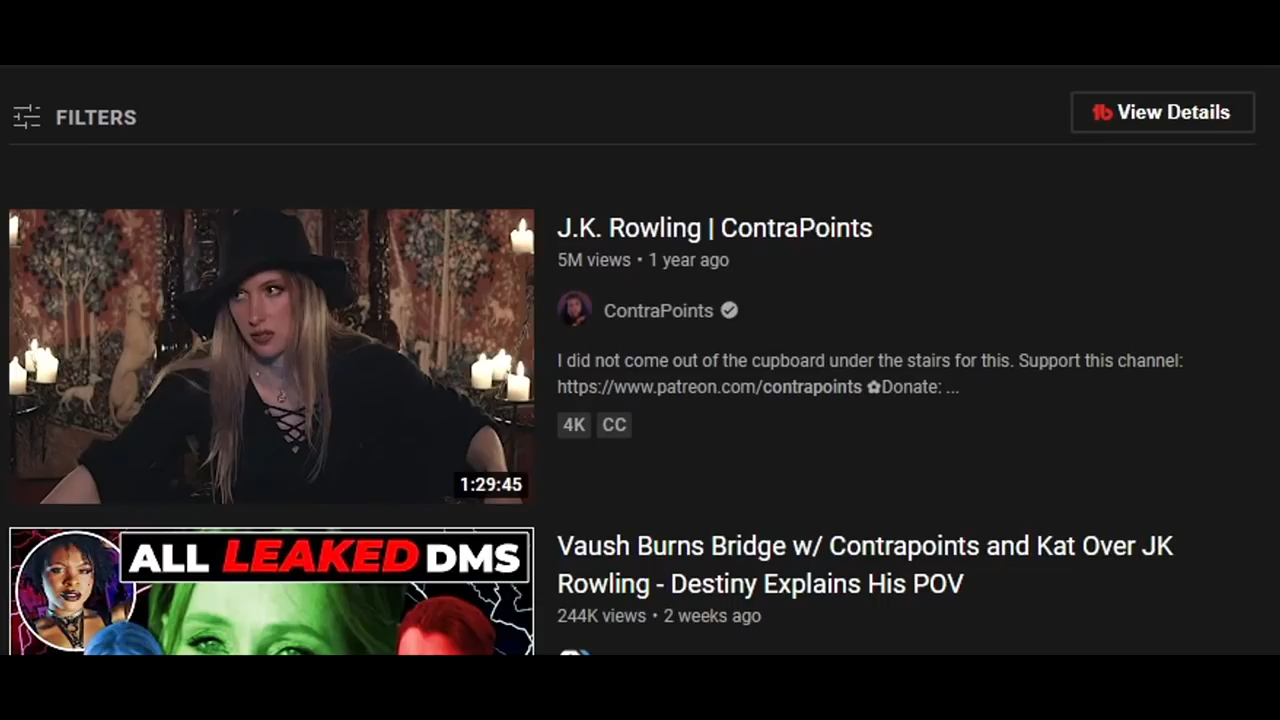 FILTERS
View Details
J.K. Rowling | ContraPoints
5M views • 1 year ago
ContraPoints
I did not come out of the cupboard under the stairs for this. Support this channel:
https://www.patreon.com/contrapoints ✿Donate: ...
4K CC
1:29:45
ALL LEAKED DMS
Vaush Burns Bridge w/ Contrapoints and Kat Over JK
Rowling - Destiny Explains His POV
244K views • 2 weeks ago